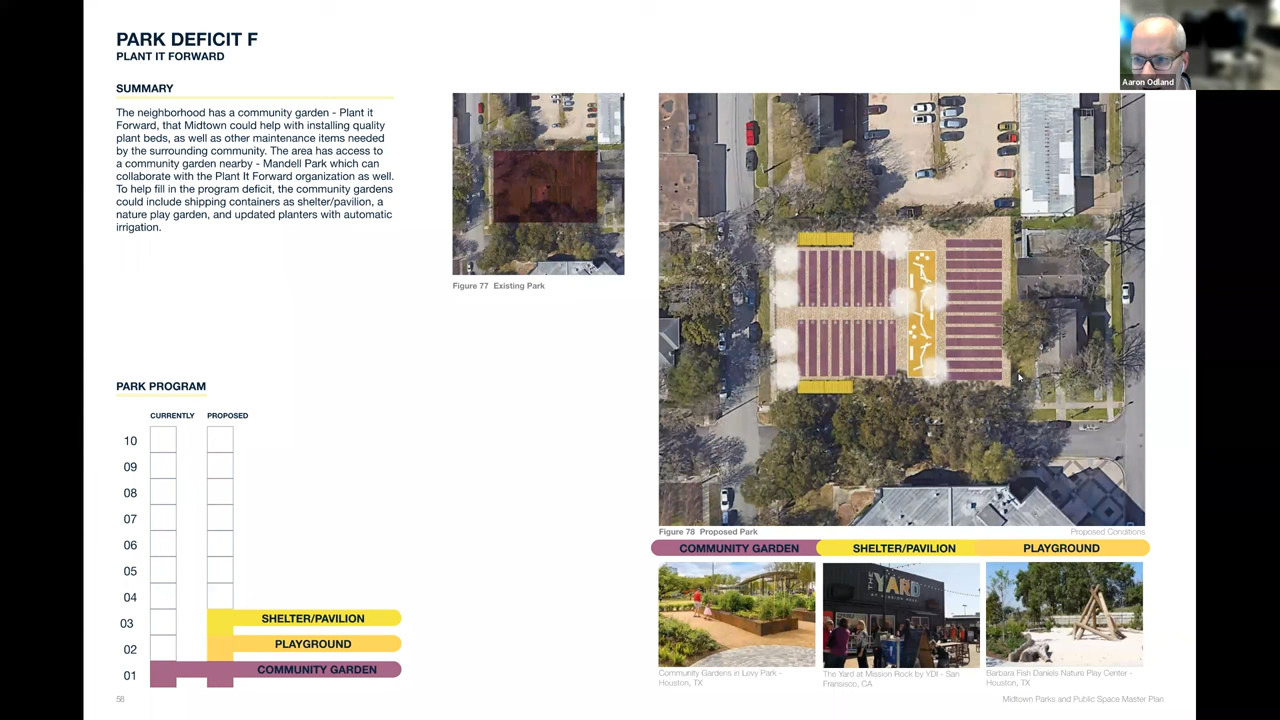 PARK DEFICIT F
PLANT IT FORWARD
SUMMARY
The neighborhood has a community garden - Plant it
Forward, that Midtown could help with installing quality
plant beds, as well as other maintenance items needed
by the surrounding community. The area has access to
a community garden nearby - Mandell Park which can
collaborate with the Plant It Forward organization as well.
To help fill in the program deficit, the community gardens
could include shipping containers as shelter/pavilion, a
nature play garden, and updated planters with automatic
irrigation.
Figure 77 Existing Park
Aaron Odland
PARK PROGRAM
CURRENTLY PROPOSED
10
09
08
07
06
05
04
03 SHELTER/PAVILION
02 PLAYGROUND
01 COMMUNITY GARDEN
Figure 78 Proposed Park Proposed Conditions
COMMUNITY GARDEN SHELTER/PAVILION PLAYGROUND
THE YARD
AT MISSION ROCK
Community Gardens in Levy Park -
Houston, TX
The Yard at Mission Rock by YDI - San
Fransisco, CA
Barbara Fish Daniels Nature Play Center -
Houston, TX
58
Midtown Parks and Public Space Master Plan